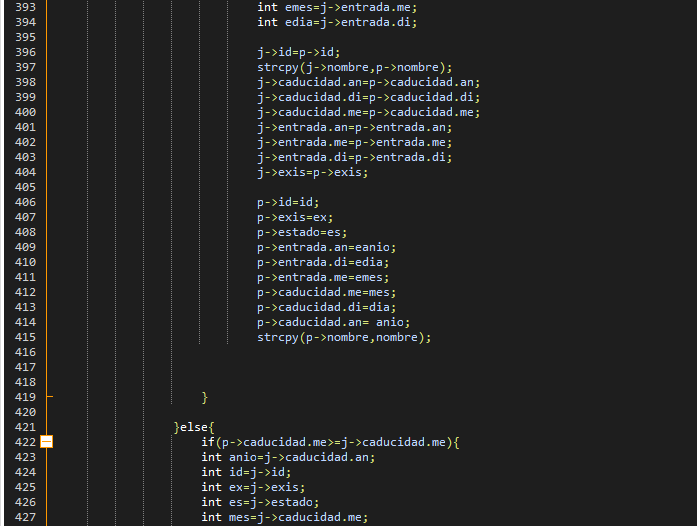 393 int emes=j->entrada.me;
394 int edia=j->entrada.di;
395
396 j->id=p->id;
397 strcpy(j->nombre,p->nombre);
398 j->caducidad.an=p->caducidad.an;
399 j->caducidad.di=p->caducidad.di;
400 j->caducidad.me=p->caducidad.me;
401 j->entrada.an=p->entrada.an;
402 j->entrada.me=p->entrada.me;
403 j->entrada.di=p->entrada.di;
404 j->exis=p->exis;
405
406 p->id=id;
407 p->exis=ex;
408 p->estado=es;
409 p->entrada.an=eanio;
410 p->entrada.di=edia;
411 p->entrada.me=emes;
412 p->caducidad.me=mes;
413 p->caducidad.di=dia;
414 p->caducidad.an= anio;
415 strcpy(p->nombre,nombre);
416
417
418
419 }
420
421 }else{
422 if(p->caducidad.me>=j->caducidad.me){
423 int anio=j->caducidad.an;
424 int id=j->id;
425 int ex=j->exis;
426 int es=j->estado;
427 int mes=j->caducidad.me;